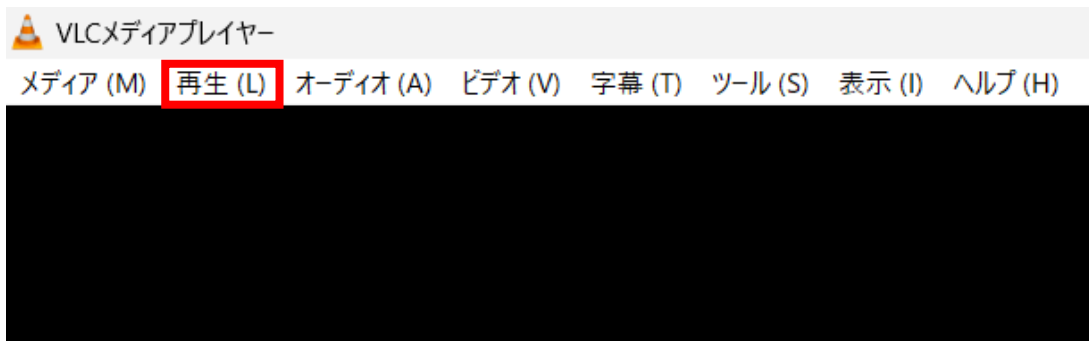 VLCメディアプレイヤー
メディア (M) 再生 (L) オーディオ (A) ビデオ (V) 字幕 (T) ツール (S) 表示 (I) ヘルプ (H)